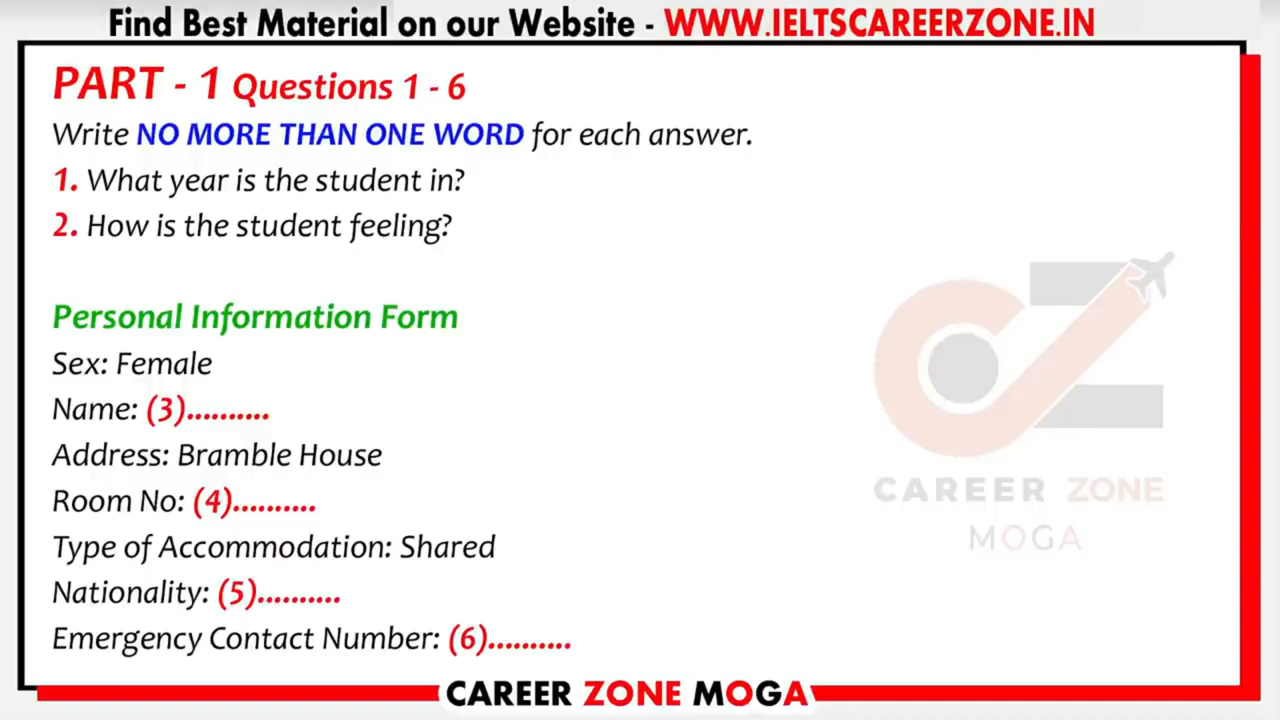 Find Best Material on our Website - WWW.IELTSCAREERZONE.IN
PART - 1 Questions 1 - 6
Write NO MORE THAN ONE WORD for each answer.
1. What year is the student in?
2. How is the student feeling?
Personal Information Form
Sex: Female
Name: (3)..........
Address: Bramble House
Room No: (4)..........
Type of Accommodation: Shared
Nationality: (5)..........
Emergency Contact Number: (6)..........
CAREER ZONE
MOGA
CAREER ZONE MOGA